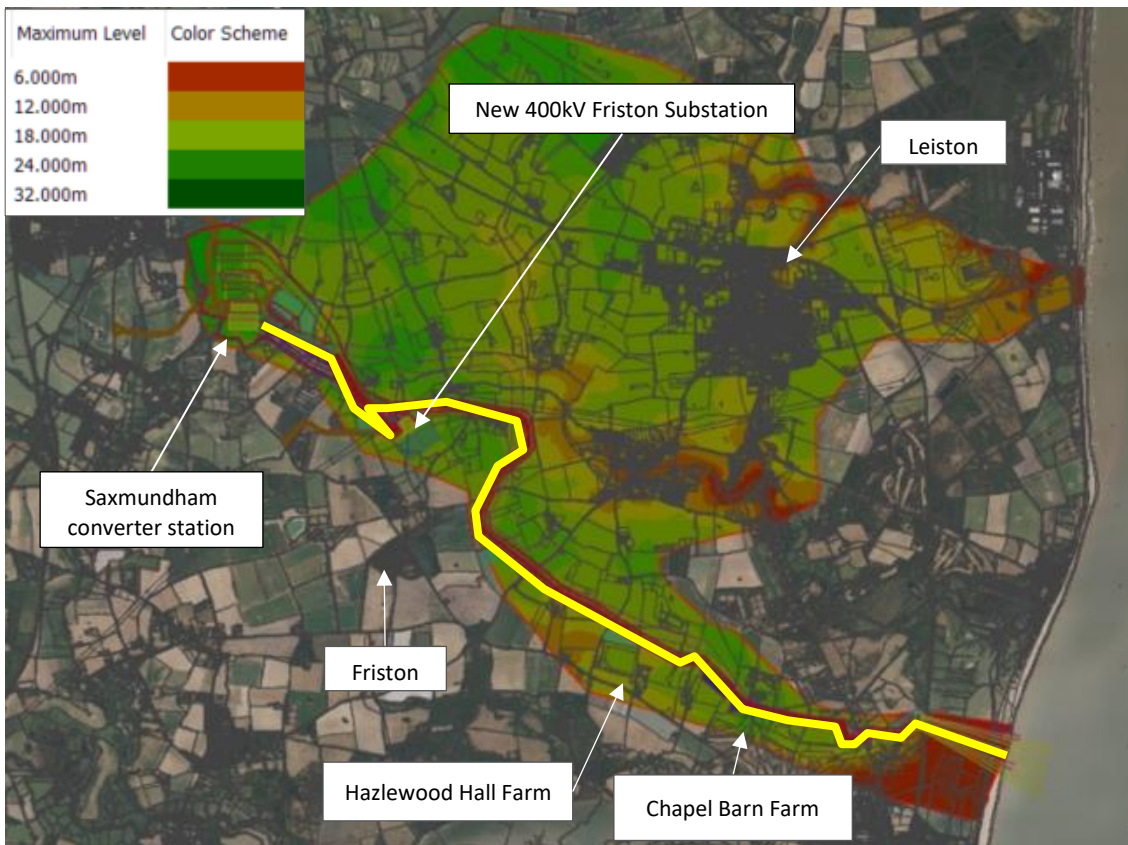 Maximum Level Color Scheme
6.000m
12.000m
18.000m
24.000m
32.000m
New 400kV Friston Substation
Leiston
Saxmundham
converter station
Friston
Hazlewood Hall Farm
Chapel Barn Farm